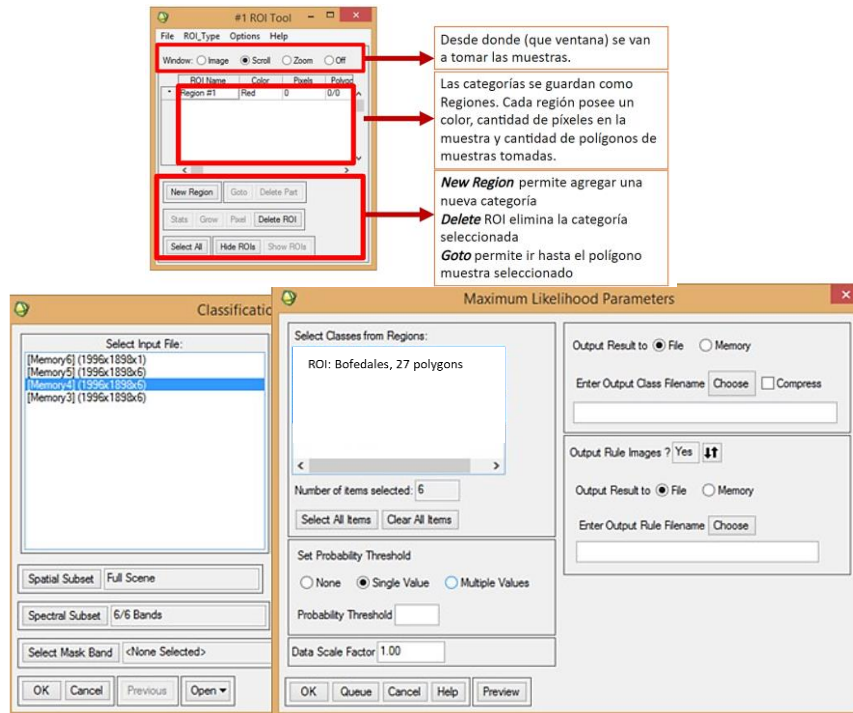 #1 ROI Tool
File ROI_Type Options Help
Window: Image Scroll Zoom Off
ROI Name Color Pixels Polygo
Region #1 Red 0 0/0
New Region Goto Delete Part
Stats Grow Pixel Delete ROI
Select All Hide ROIs Show ROIs
Desde donde (que ventana) se van
a tomar las muestras.
Las categorías se guardan como
Regiones. Cada región posee un
color, cantidad de píxeles en la
muestra y cantidad de polígonos de
muestras tomadas.
New Region permite agregar una
nueva categoría
Delete ROI elimina la categoría
seleccionada
Goto permite ir hasta el polígono
muestra seleccionado
Classificatio
Select Input File:
[Memory6] (1996x1898x1)
[Memory5] (1996x1898x6)
[Memory4] (1996x1898x6)
[Memory3] (1996x1898x6)
Spatial Subset Full Scene
Spectral Subset 6/6 Bands
Select Mask Band <None Selected>
OK Cancel Previous Open
Maximum Likelihood Parameters
Select Classes from Regions:
ROI: Bofedales, 27 polygons
Number of items selected: 6
Select All Items Clear All Items
Set Probability Threshold
None Single Value Multiple Values
Probability Threshold
Data Scale Factor 1.00
OK Queue Cancel Help Preview
Output Result to File Memory
Enter Output Class Filename Choose Compress
Output Rule Images ? Yes
Output Result to File Memory
Enter Output Rule Filename Choose